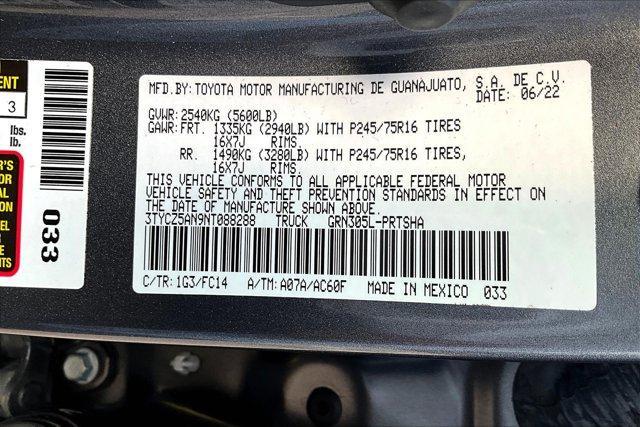 MFD.BY:TOYOTA MOTOR MANUFACTURING DE GUANAJUATO, S.A. DE C.V.
DATE: 06/22
GVWR:2540KG (5600LB)
GAWR:FRT. 1335KG (2940LB) WITH P245/75R16 TIRES
16X7J RIMS.
RR. 1490KG (3280LB) WITH P245/75R16 TIRES,
16X7J RIMS.
THIS VEHICLE CONFORMS TO ALL APPLICABLE FEDERAL MOTOR
VEHICLE SAFETY AND THEFT PREVENTION STANDARDS IN EFFECT ON
THE DATE OF MANUFACTURE SHOWN ABOVE.
3TYCZ5AN9NT088288 TRUCK GRN305L-PRTSHA
C/TR:1G3/FC14 A/TM:A07A/AC60F MADE IN MEXICO 033
3
lbs.
lb.
033